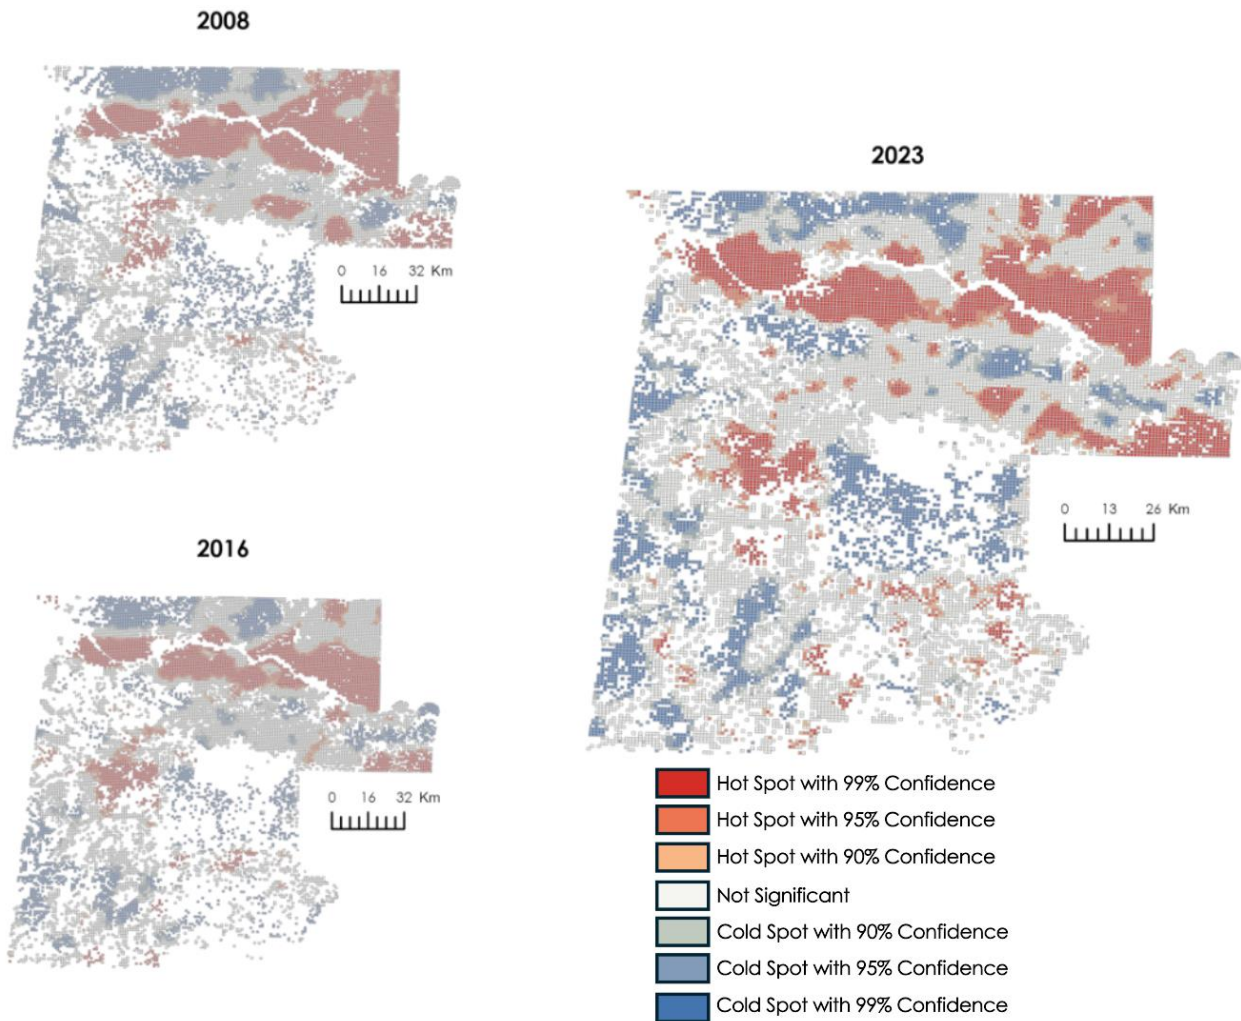 2008
0 16 32 Km
2023
0 13 26 Km
2016
0 16 32 Km
Hot Spot with 99% Confidence
Hot Spot with 95% Confidence
Hot Spot with 90% Confidence
Not Significant
Cold Spot with 90% Confidence
Cold Spot with 95% Confidence
Cold Spot with 99% Confidence